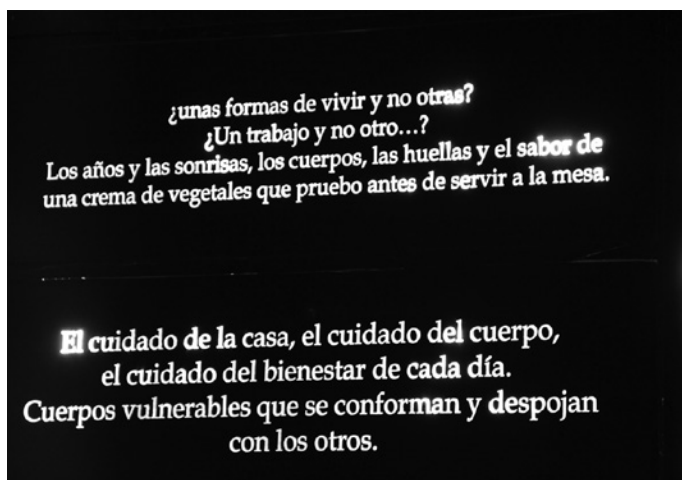 ¿unas formas de vivir y no otras?
¿Un trabajo y no otro...?
Los años y las sonrisas, los cuerpos, las huellas y el sabor de
una crema de vegetales que pruebo antes de servir a la mesa.
El cuidado de la casa, el cuidado del cuerpo,
el cuidado del bienestar de cada día.
Cuerpos vulnerables que se conforman y despojan
con los otros.